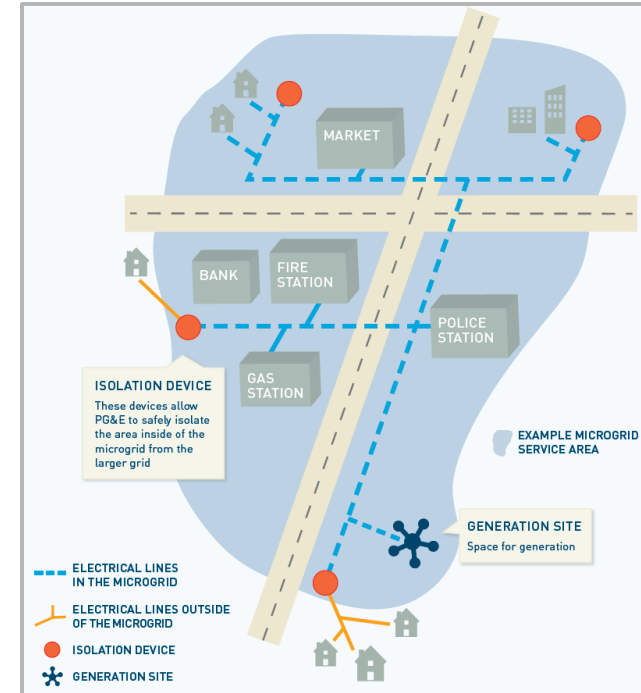 MARKET
BANK
FIRE
STATION
POLICE
STATION
GAS
STATION
ISOLATION DEVICE
These devices allow
PG&E to safely isolate
the area inside of the
microgrid from the
larger grid
EXAMPLE MICROGRID
SERVICE AREA
GENERATION SITE
Space for generation
ELECTRICAL LINES
IN THE MICROGRID
ELECTRICAL LINES OUTSIDE
OF THE MICROGRID
ISOLATION DEVICE
GENERATION SITE